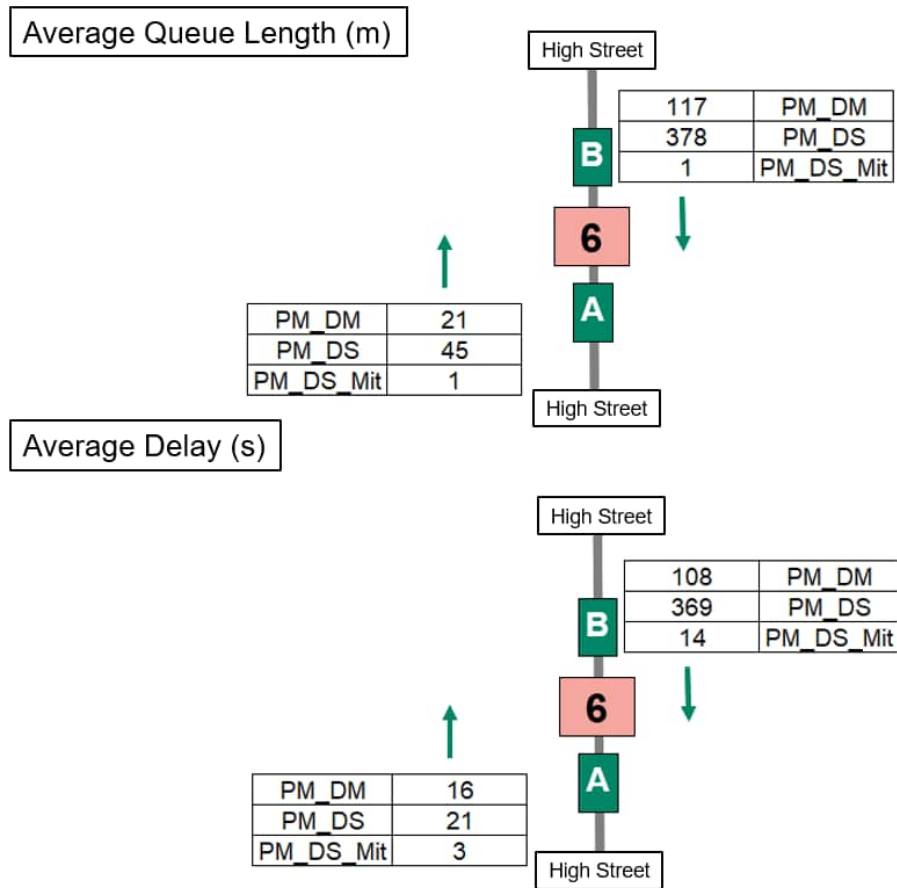 Average Queue Length (m)
High Street
117 PM_DM
378 PM_DS
1 PM_DS_Mit
B
6
A
PM_DM 21
PM_DS 45
PM_DS_Mit 1
High Street
Average Delay (s)
High Street
108 PM_DM
369 PM_DS
14 PM_DS_Mit
B
6
A
PM_DM 16
PM_DS 21
PM_DS_Mit 3
High Street